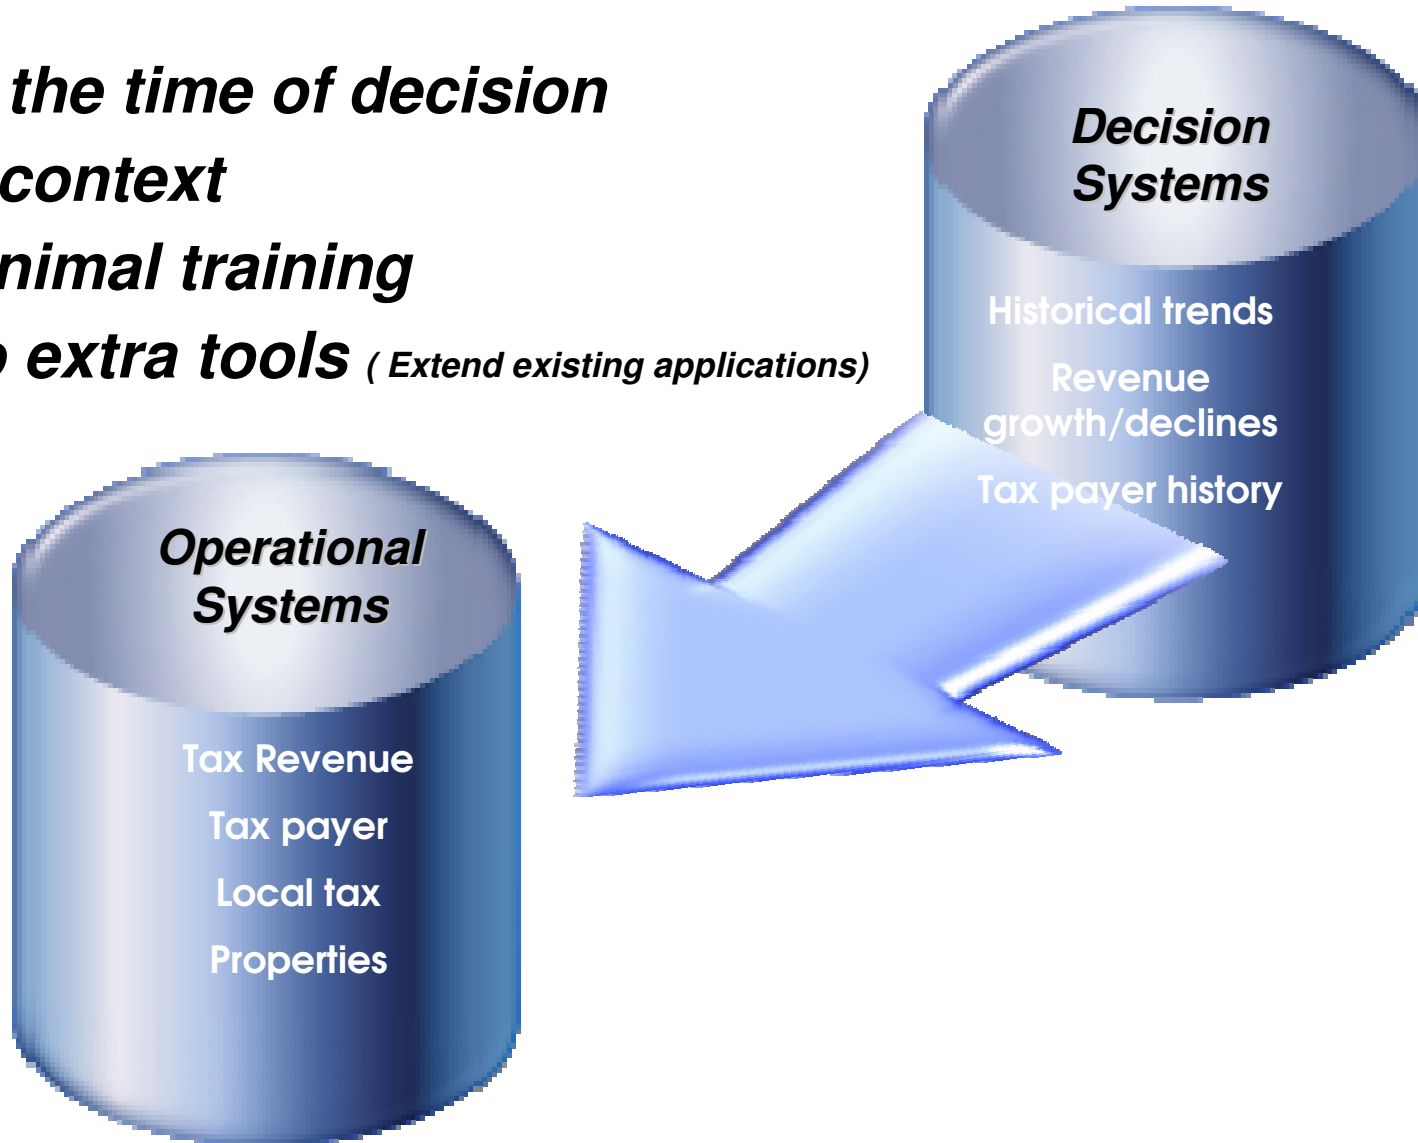 the time of decision
context
nimal training
extra tools ( Extend existing applications)
Decision
Systems
Historical trends
Revenue
growth/declines
Tax payer history
Operational
Systems
Tax Revenue
Tax payer
Local tax
Properties